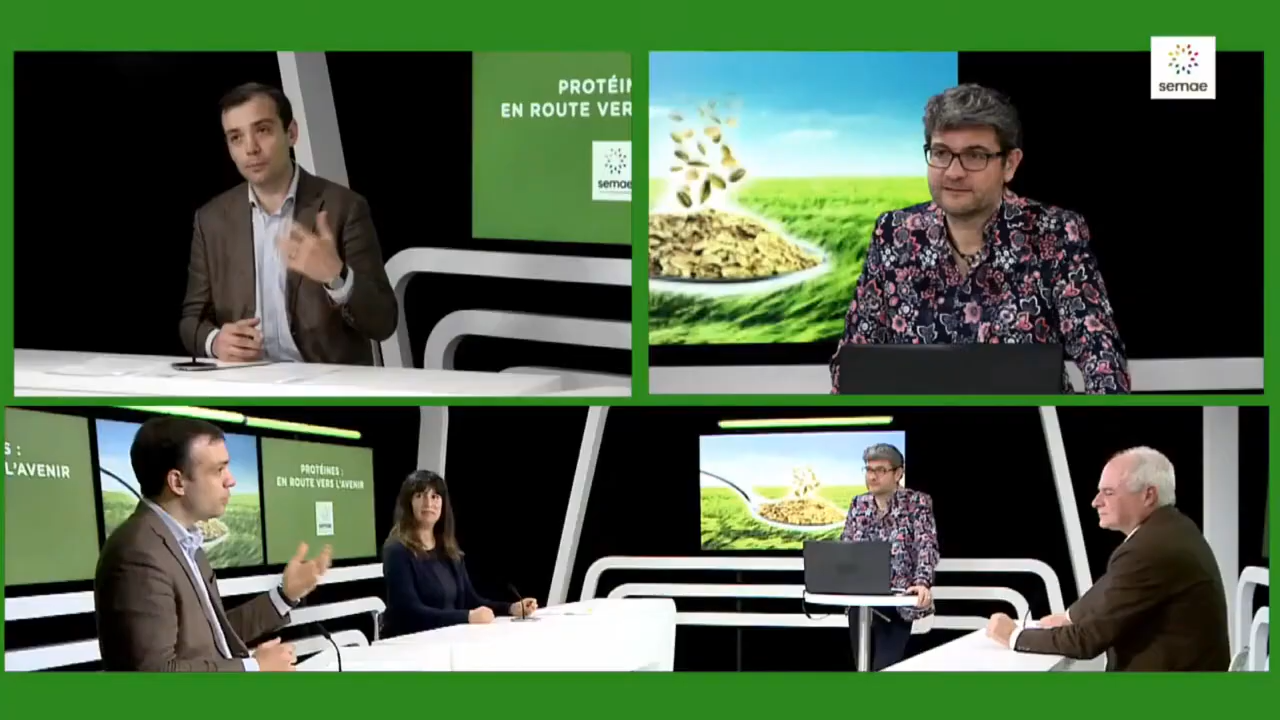 PROTÉIN
EN ROUTE VER
semae
semae
S :
L'AVENIR
PROTÉINES :
EN ROUTE VERS L'AVENIR